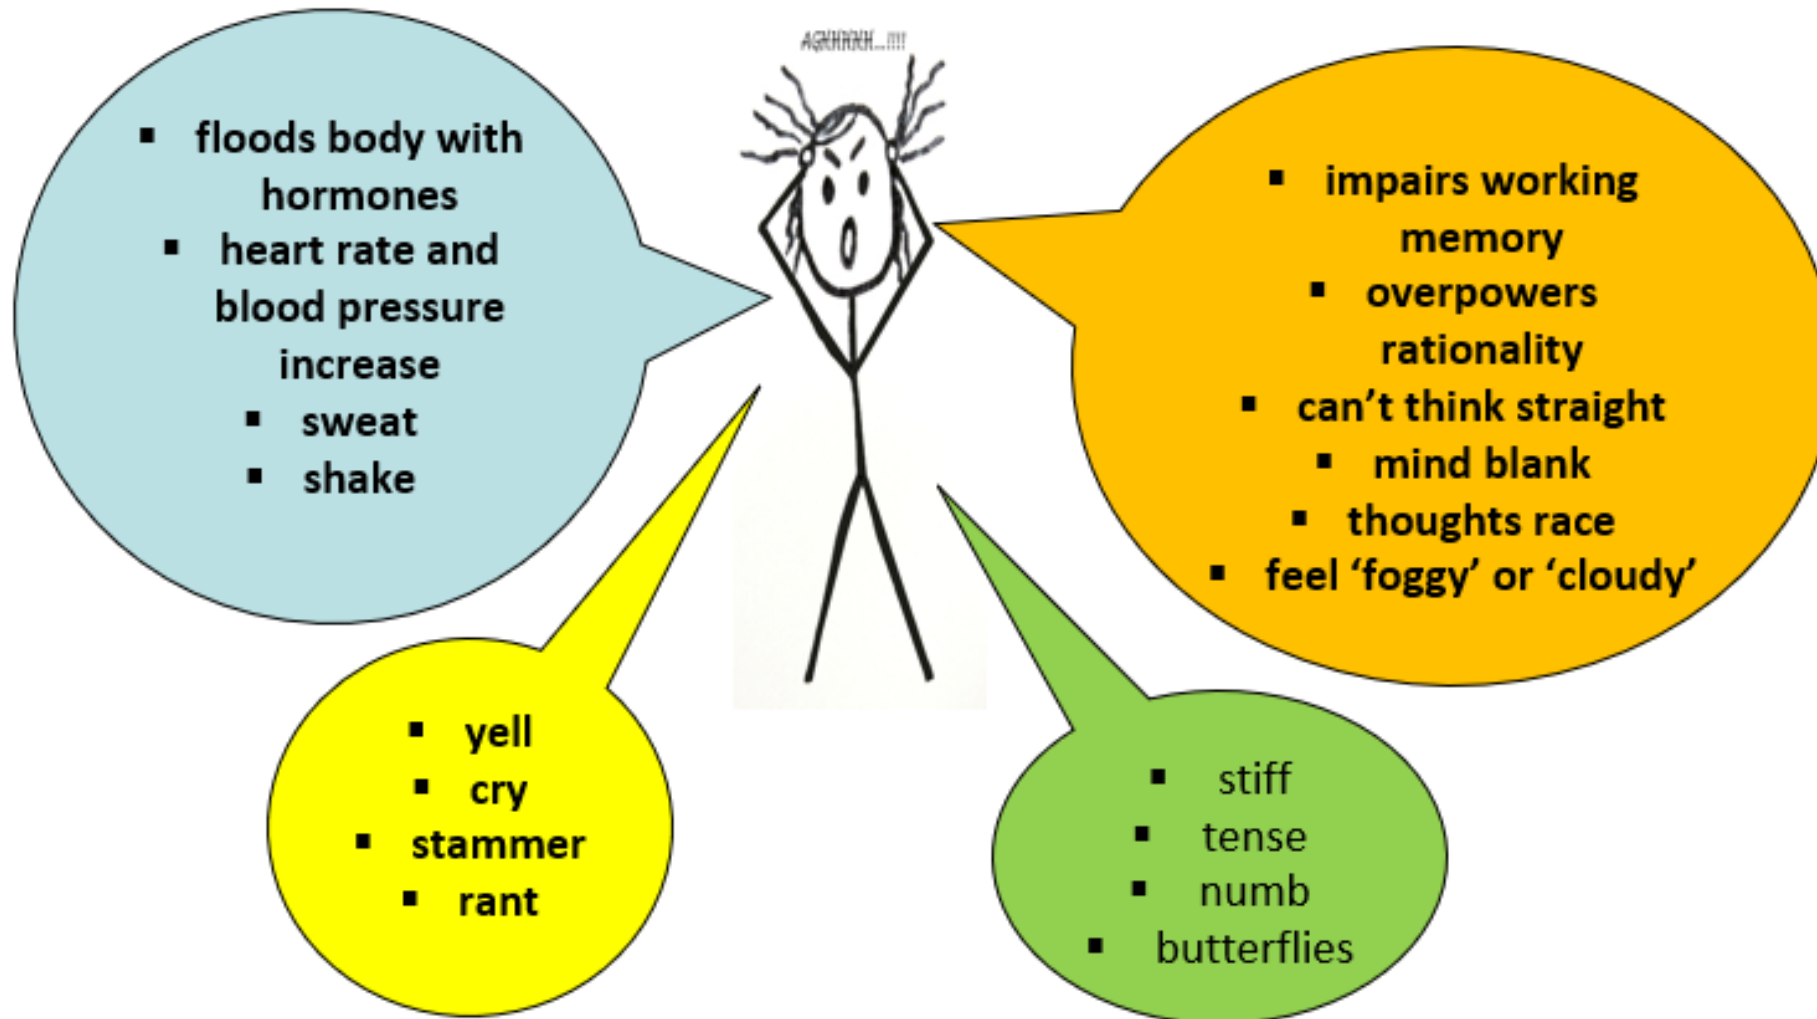 AGHHHHH...!!!!
▪ floods body with
hormones
▪ heart rate and
blood pressure
increase
▪ sweat
▪ shake
▪ impairs working
memory
▪ overpowers
rationality
▪ can’t think straight
▪ mind blank
▪ thoughts race
▪ feel ‘foggy’ or ‘cloudy’
▪ yell
▪ cry
▪ stammer
▪ rant
▪ stiff
▪ tense
▪ numb
▪ butterflies